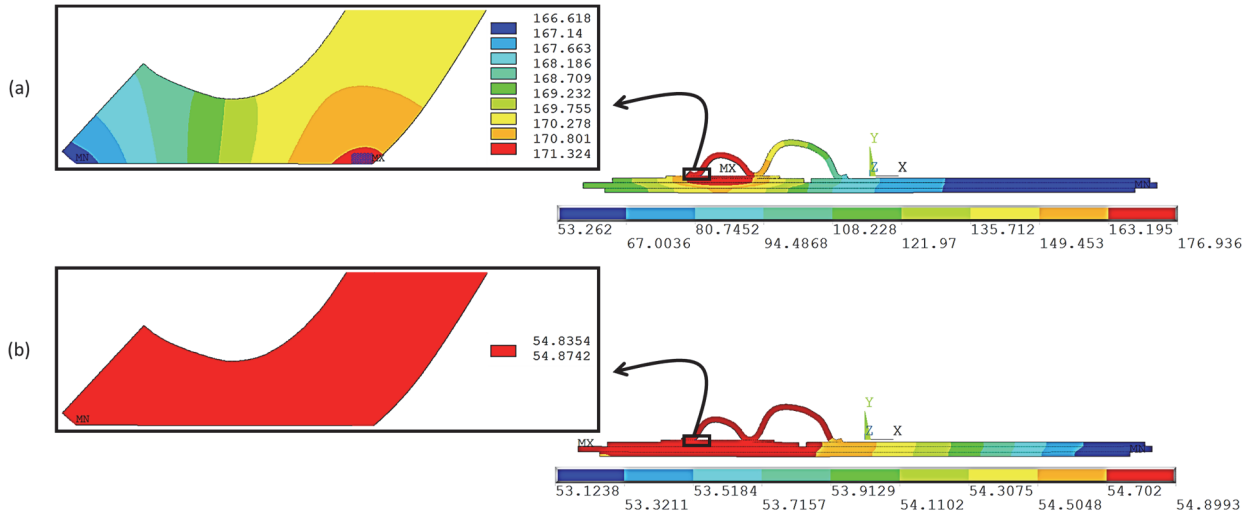 (a)
166.618
167.14
167.663
168.186
168.709
169.232
169.755
170.278
170.801
171.324
MN
MX
Y
Z X
MX
MN
53.262 80.7452 108.228 135.712 163.195
67.0036 94.4868 121.97 149.453 176.936
(b)
54.8354
54.8742
MN
Y
Z X
MX
MN
53.1238 53.5184 53.9129 54.3075 54.702
53.3211 53.7157 54.1102 54.5048 54.8993